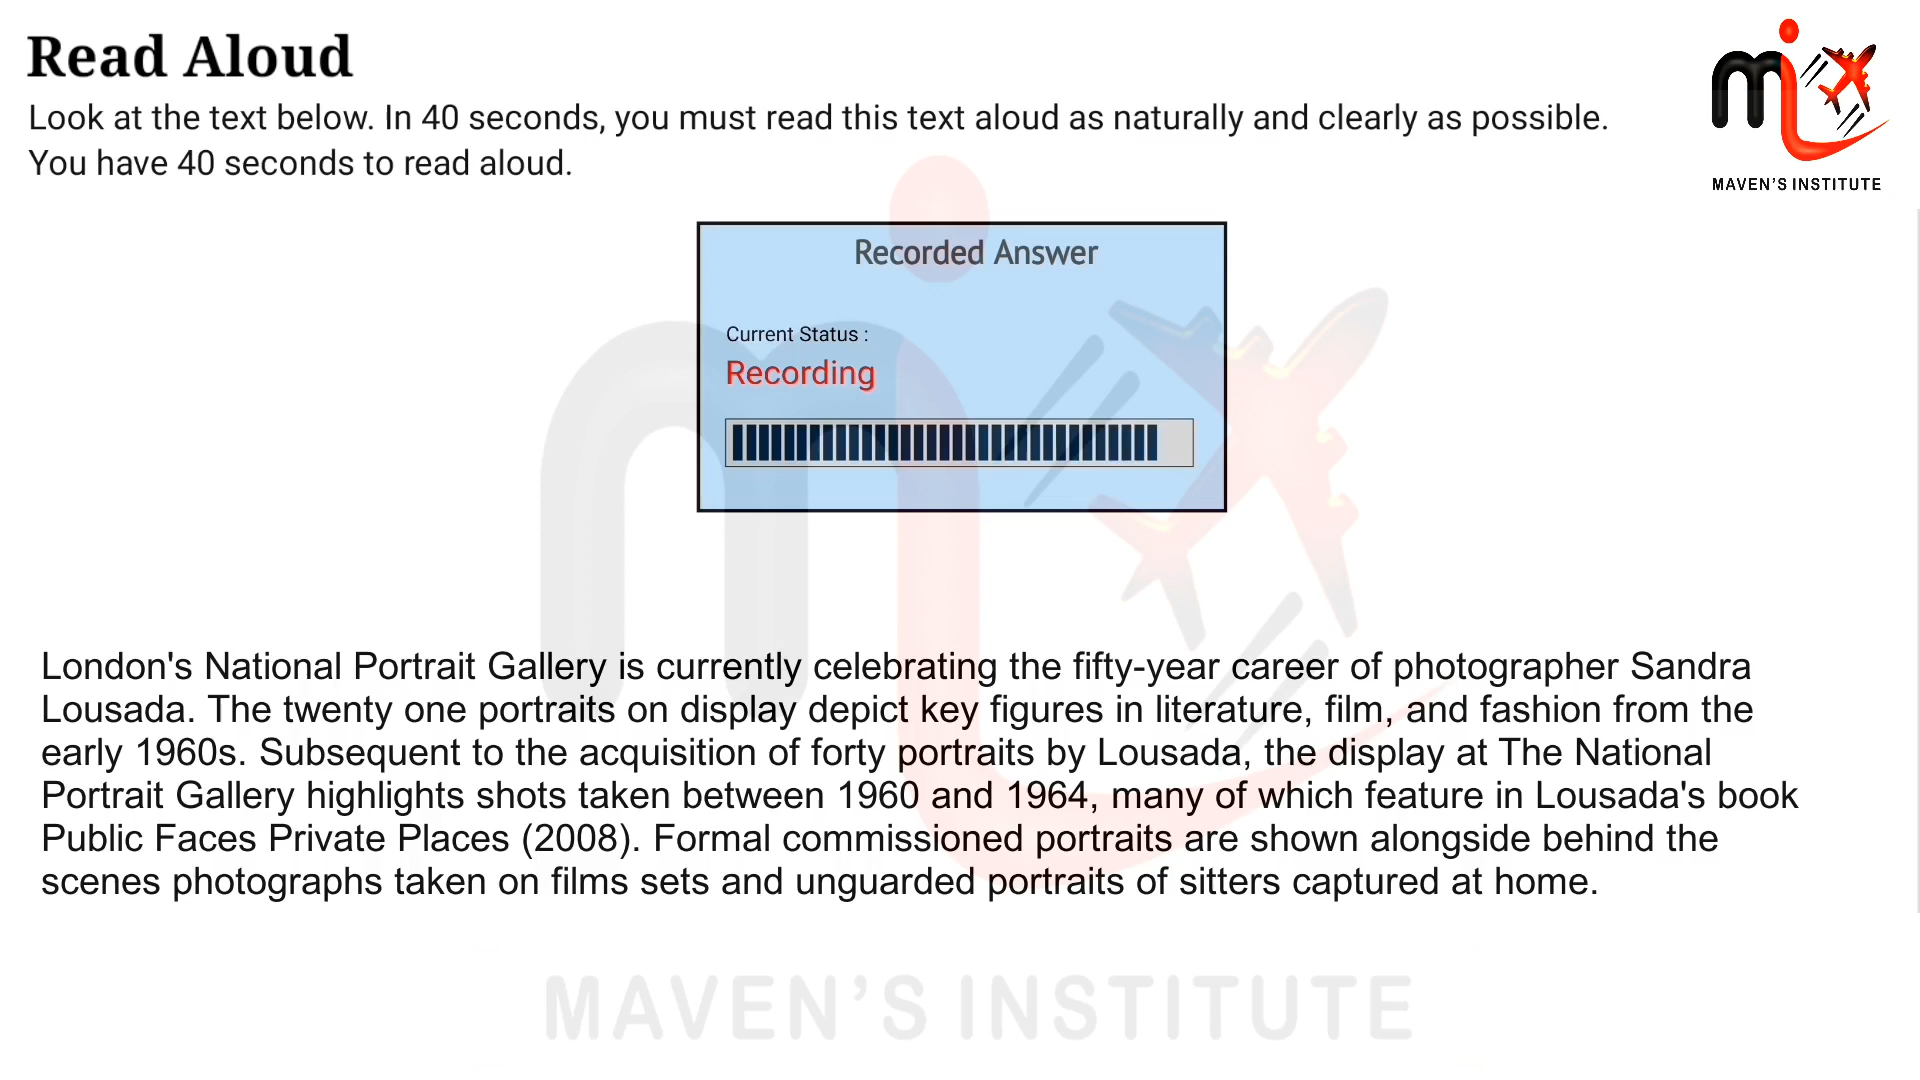 Read Aloud
Look at the text below. In 40 seconds, you must read this text aloud as naturally and clearly as possible.
You have 40 seconds to read aloud.
MAVEN'S INSTITUTE
Recorded Answer
Current Status :
Recording
London's National Portrait Gallery is currently celebrating the fifty-year career of photographer Sandra
Lousada. The twenty one portraits on display depict key figures in literature, film, and fashion from the
early 1960s. Subsequent to the acquisition of forty portraits by Lousada, the display at The National
Portrait Gallery highlights shots taken between 1960 and 1964, many of which feature in Lousada's book
Public Faces Private Places (2008). Formal commissioned portraits are shown alongside behind the
scenes photographs taken on films sets and unguarded portraits of sitters captured at home.
MAVEN'S INSTITUTE